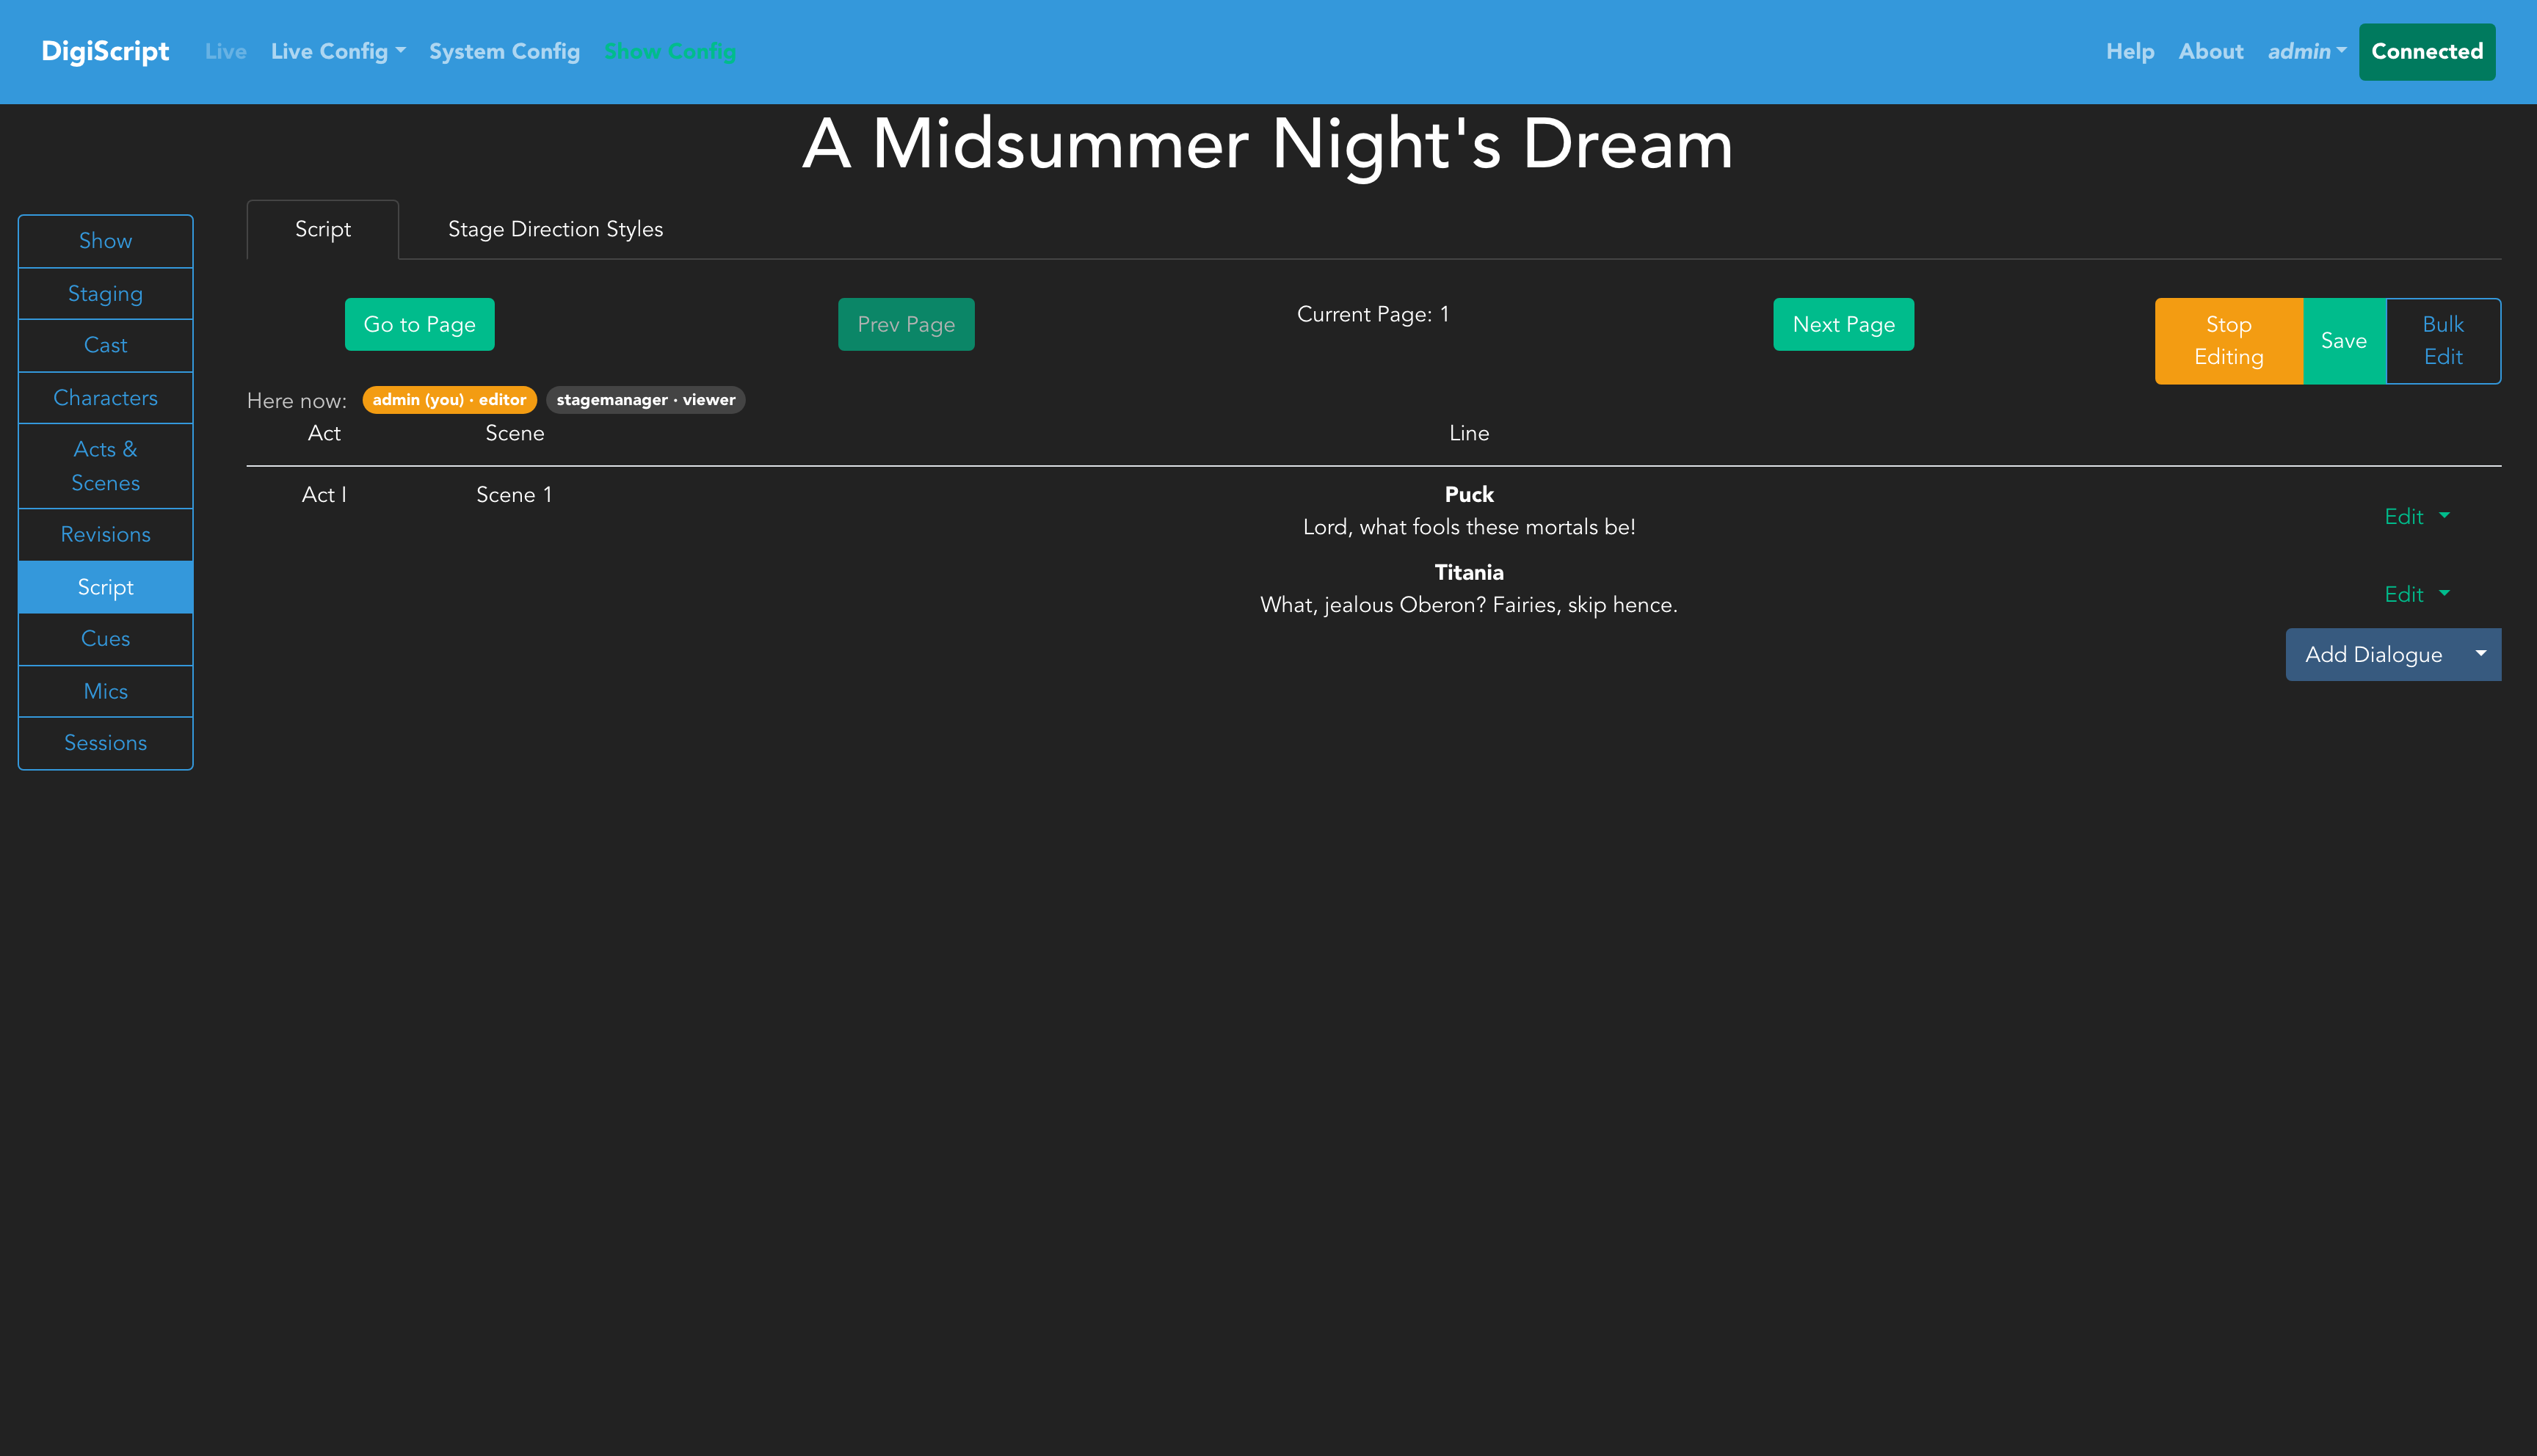 DigiScript Live Live Config System Config Show Config Help About admin Connected
A Midsummer Night's Dream
Show
Staging
Cast
Characters
Acts &
Scenes
Revisions
Script
Cues
Mics
Sessions
Script Stage Direction Styles
Go to Page Prev Page Current Page: 1 Next Page
Stop
Editing
Save
Bulk
Edit
Here now: admin (you) · editor stagemanager · viewer
Act Scene Line
Act I Scene 1
Puck
Lord, what fools these mortals be!
Edit
Titania
What, jealous Oberon? Fairies, skip hence.
Edit
Add Dialogue